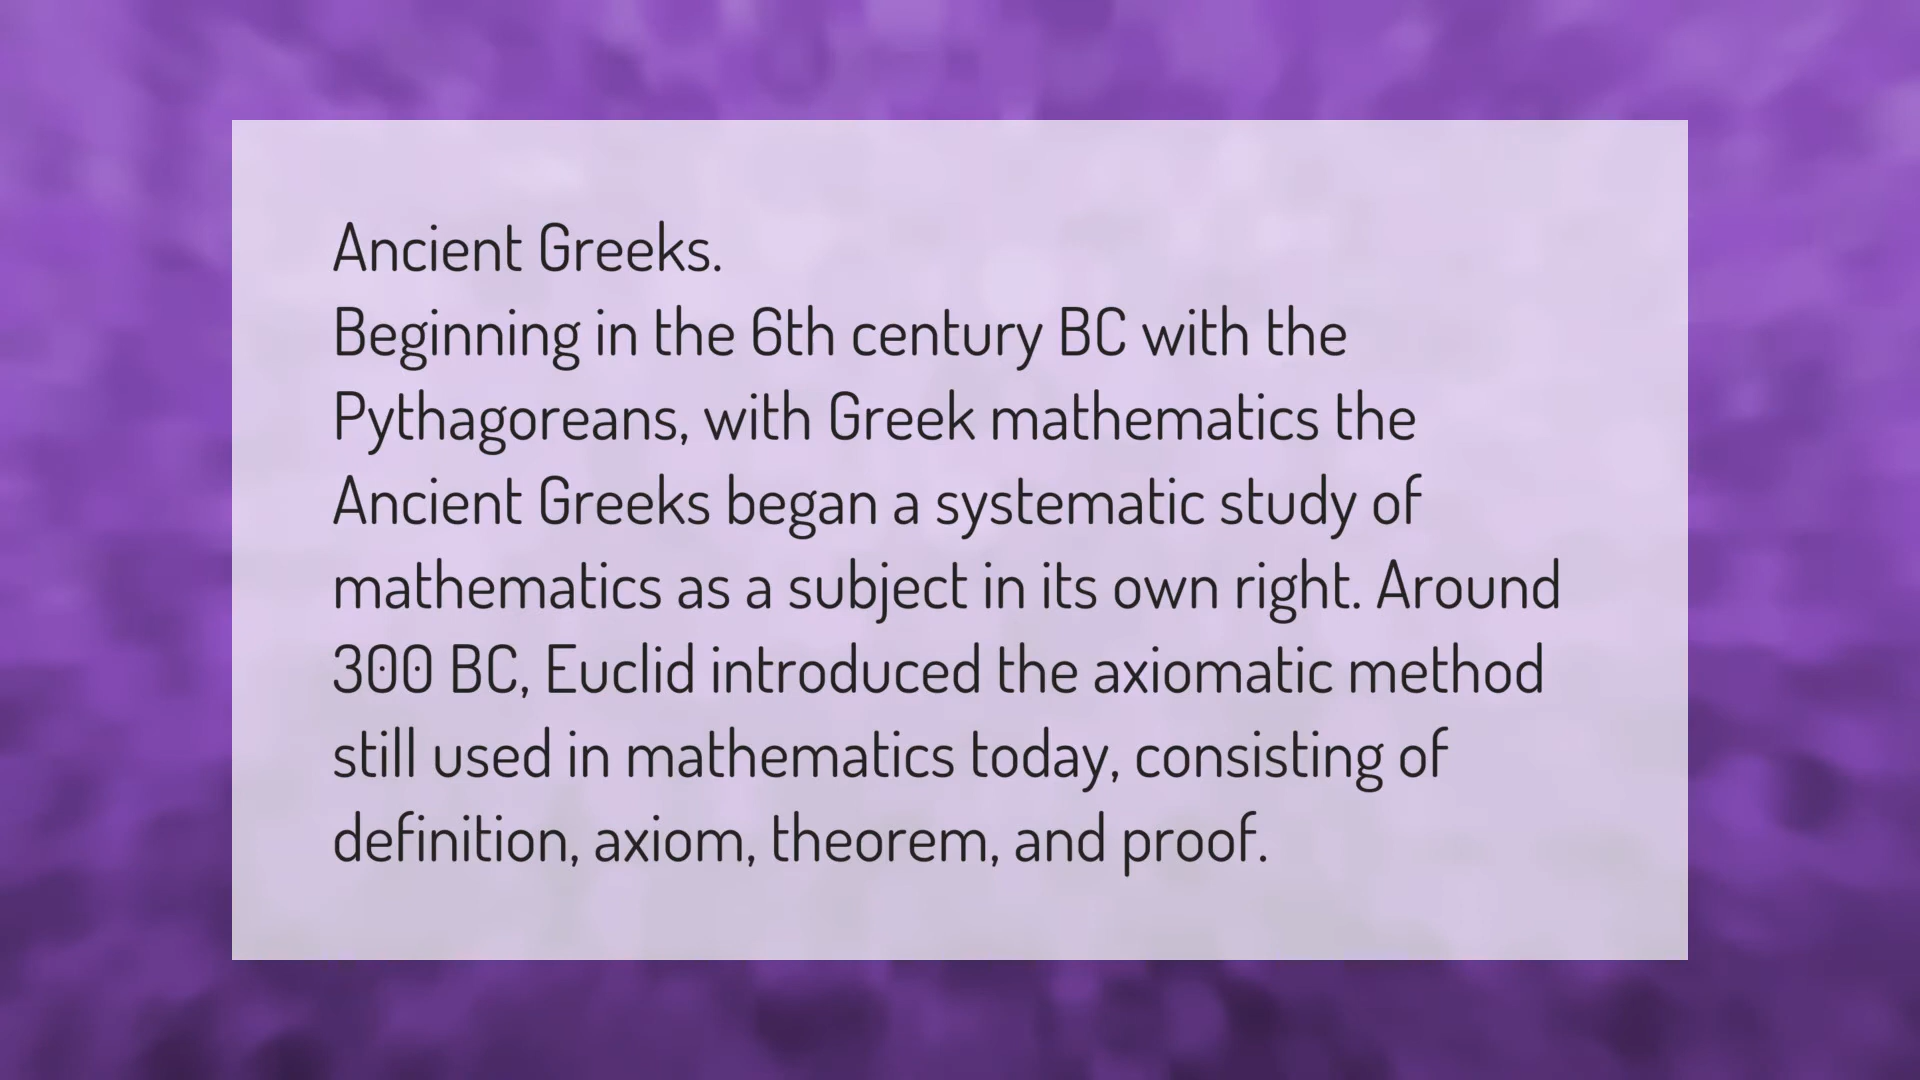 Ancient Greeks.
Beginning in the 6th century BC with the
Pythagoreans, with Greek mathematics the
Ancient Greeks began a systematic study of
mathematics as a subject in its own right. Around
300 BC, Euclid introduced the axiomatic method
still used in mathematics today, consisting of
definition, axiom, theorem, and proof.